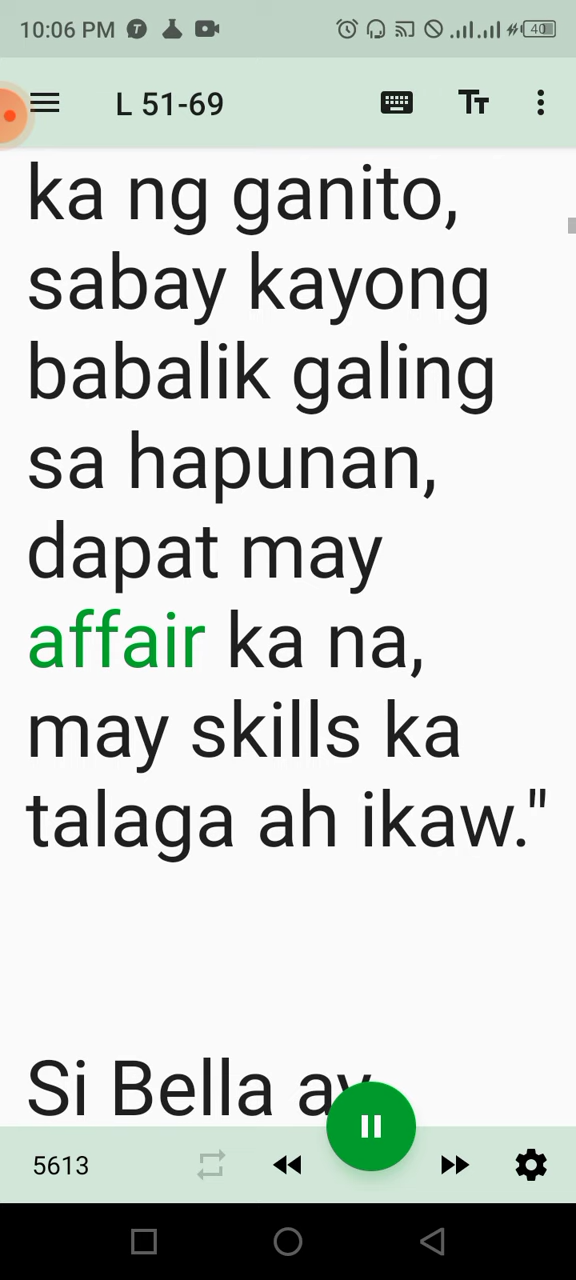 10:06 PM
40
L 51-69
ka ng ganito,
sabay kayong
babalik galing
sa hapunan,
dapat may
affair ka na,
may skills ka
talaga ah ikaw."
Si Bella ay
5613